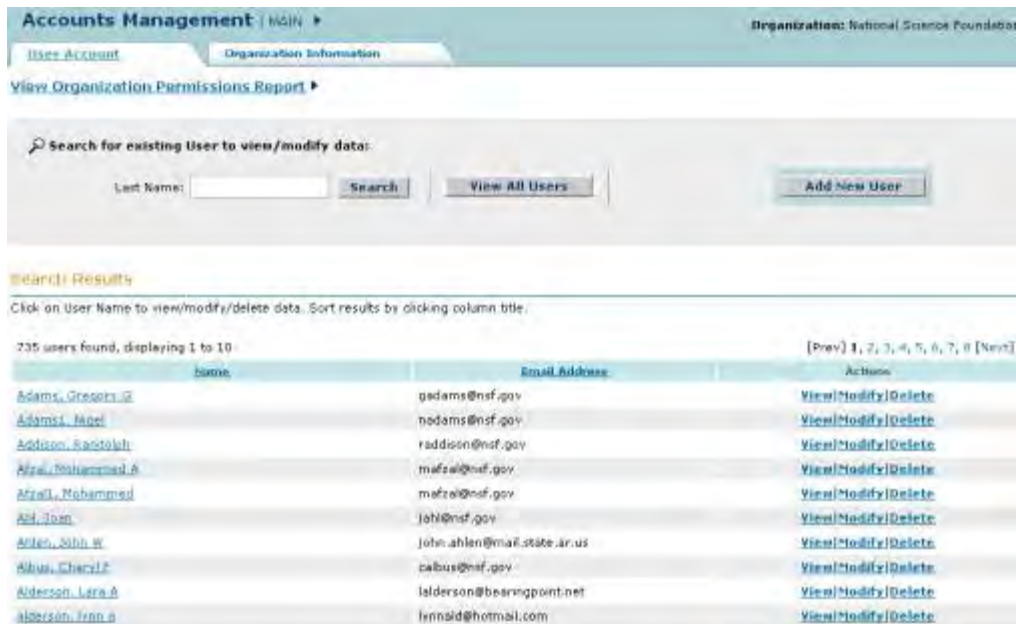 Accounts Management | MAIN ▸
Organization: National Science Foundation
User Account Organization Information
View Organization Permissions Report ▸
Search for existing User to view/modify data:
Last Name: Search View All Users Add New User
Search Results
Click on User Name to view/modify/delete data. Sort results by clicking column title.
735 users found, displaying 1 to 10 [Prev] 1, 2, 3, 4, 5, 6, 7, 8 [Next]
Name Email Address Actions
Adams, Gregory G gadams@nsf.gov View|Modify|Delete
Adams1, Nigel nadams@nsf.gov View|Modify|Delete
Addison, Randolph raddison@nsf.gov View|Modify|Delete
Afzal, Mohammed A mafzal@nsf.gov View|Modify|Delete
Afzal1, Mohammed mafzal@nsf.gov View|Modify|Delete
Joan jahl@nsf.gov View|Modify|Delete
Ahlen, John W john.ahlen@mail.state.ar.us View|Modify|Delete
Albus, Cheryl calbus@nsf.gov View|Modify|Delete
Alderson, Lara A lalderson@bearingpoint.net View|Modify|Delete
alderson, lynn a lynnald@hotmail.com View|Modify|Delete